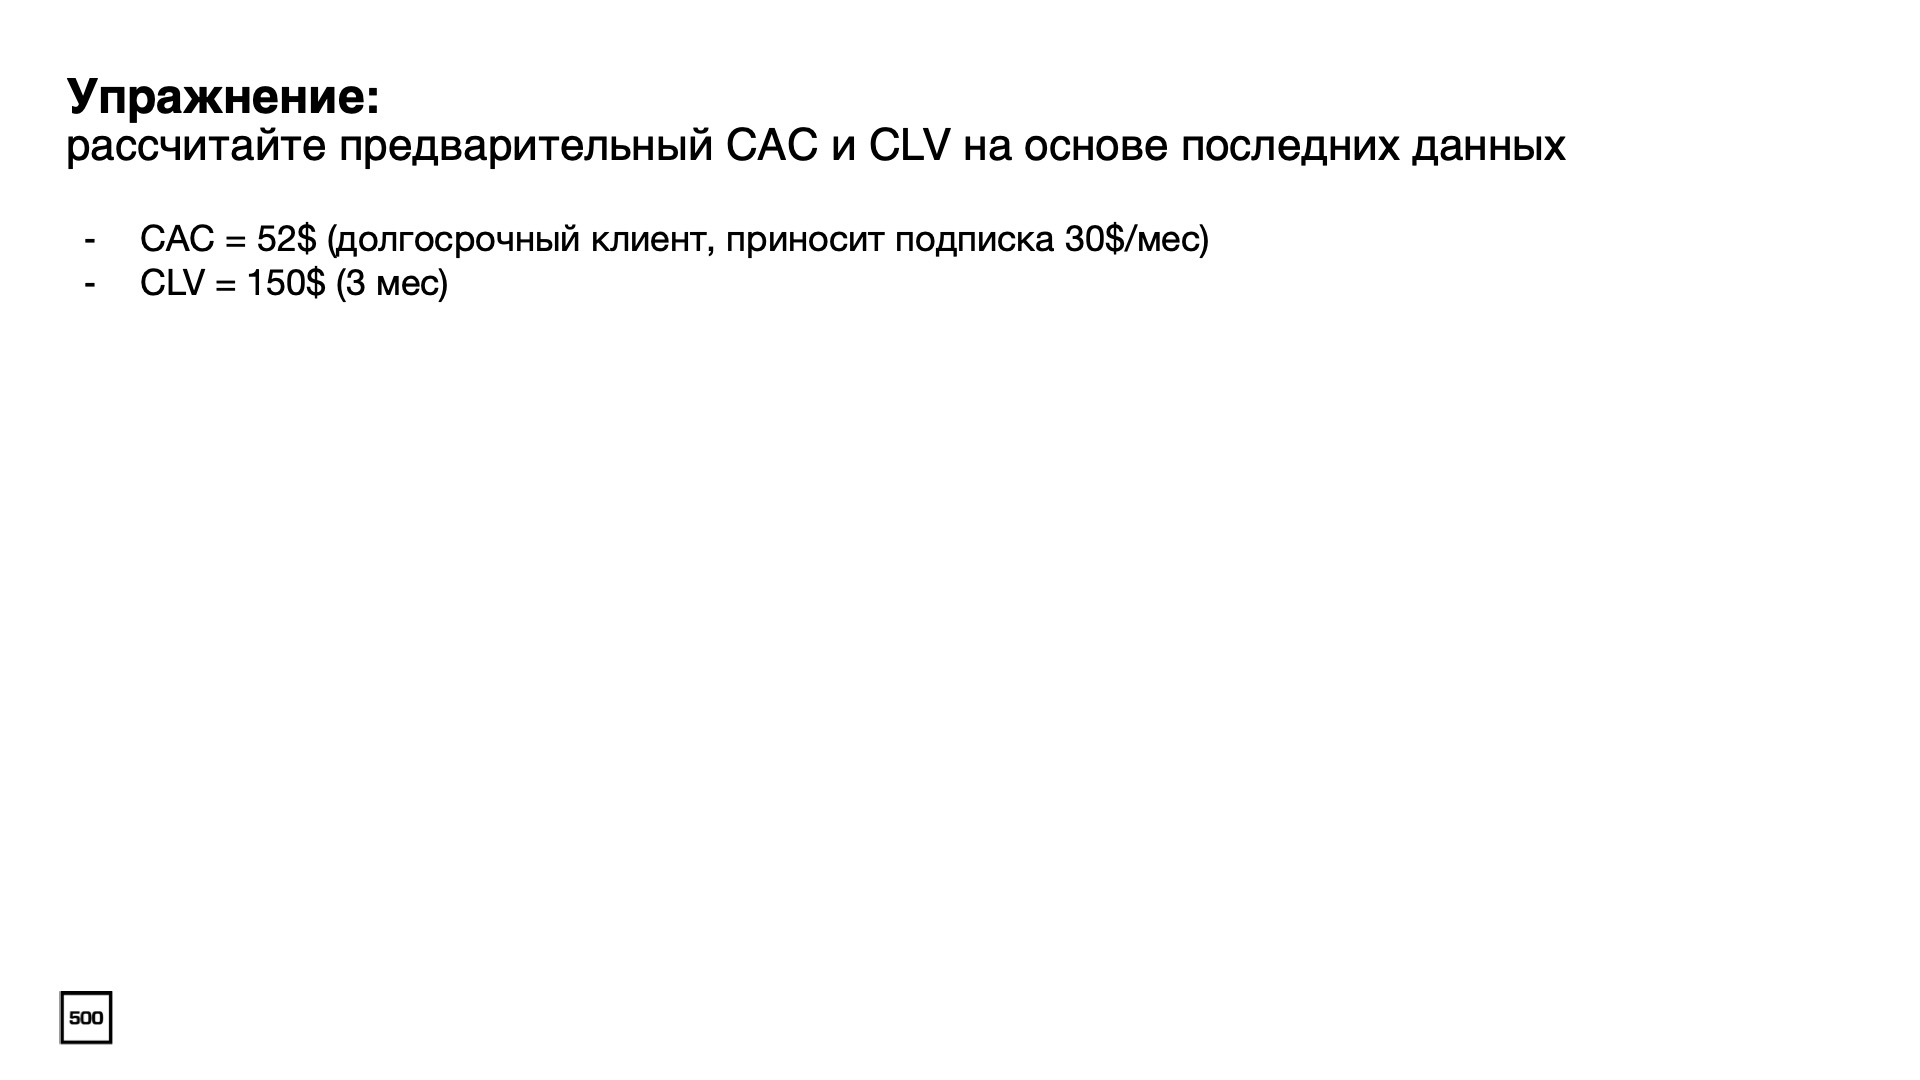 Упражнение:
рассчитайте предварительный CAC и CLV на основе последних данных
- CAC = 52$ (долгосрочный клиент, приносит подписка 30$/мес)
- CLV = 150$ (3 мес)
500